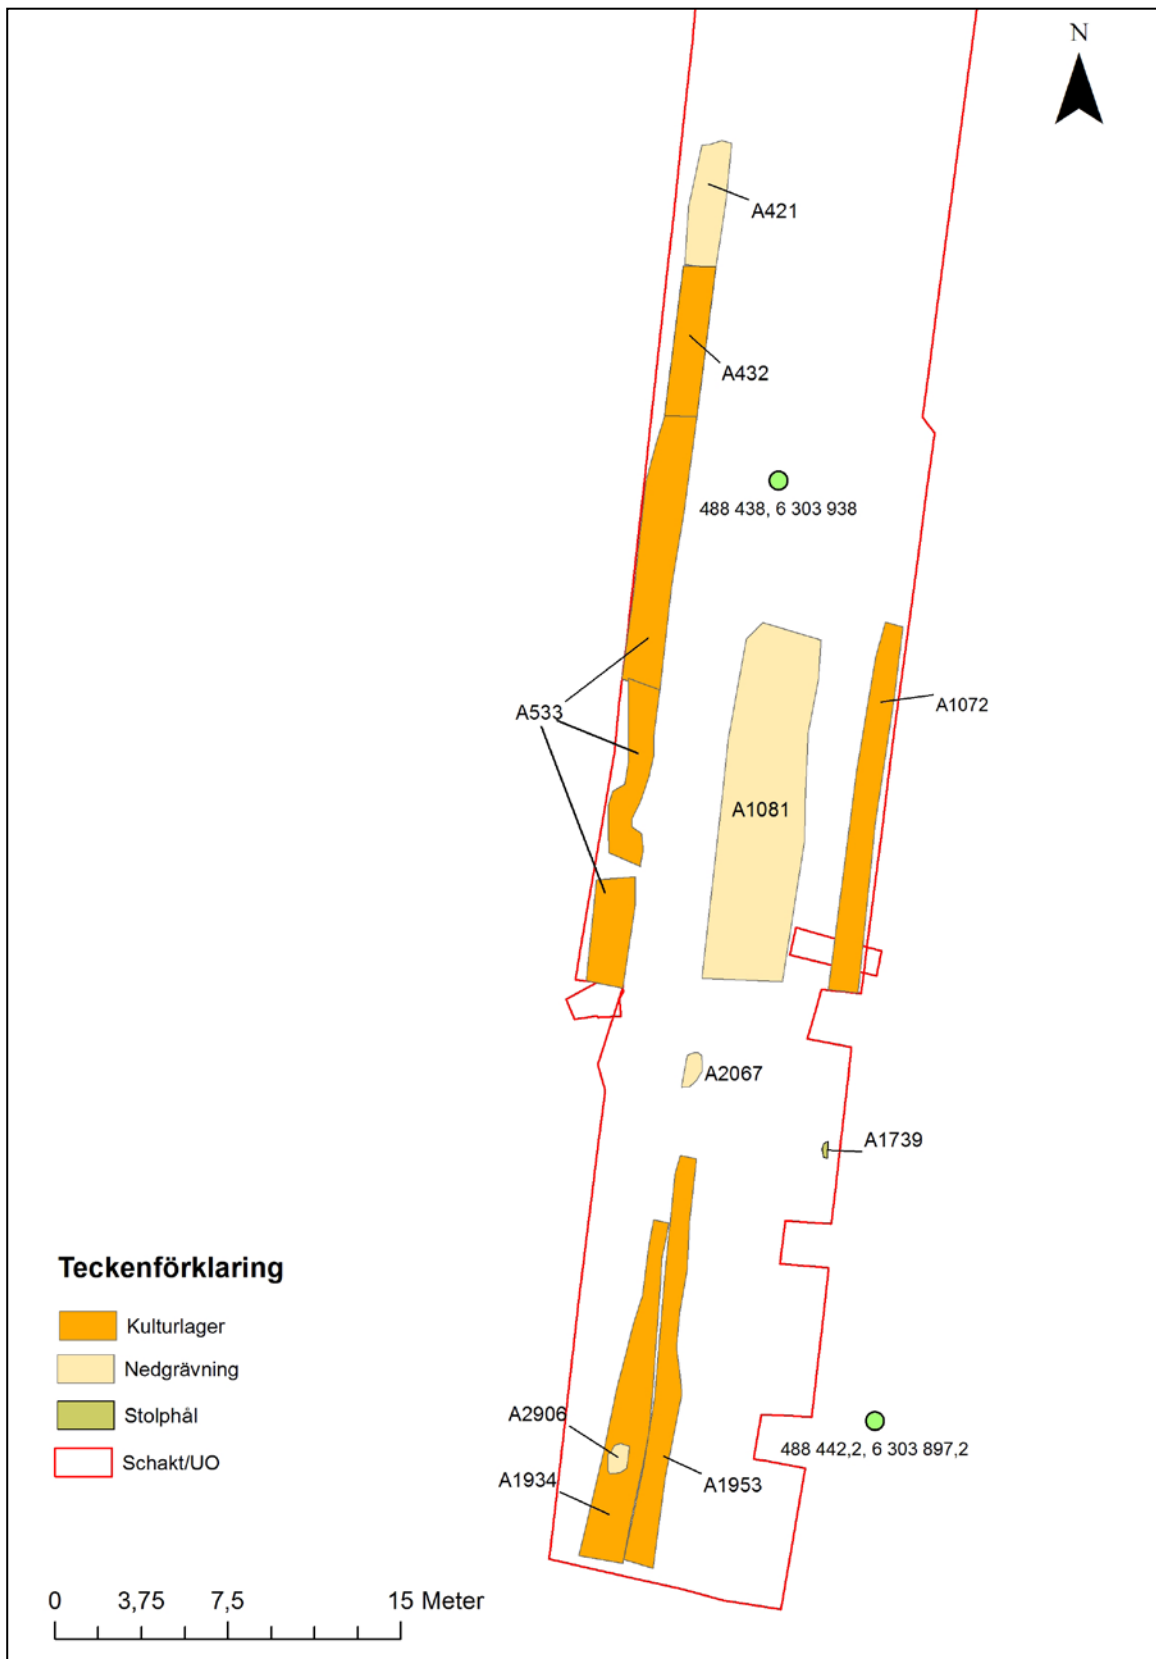 N
A421
A432
488 438, 6 303 938
A533
A1072
A1081
A2067
A1739
Teckenförklaring
Kulturlager
Nedgrävning
Stolphål
Schakt/UO
A2906
A1934
A1953
488 442,2, 6 303 897,2
0 3,75 7,5 15 Meter